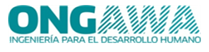 ONGAWA
INGENIERÍA PARA EL DESARROLLO HUMANO